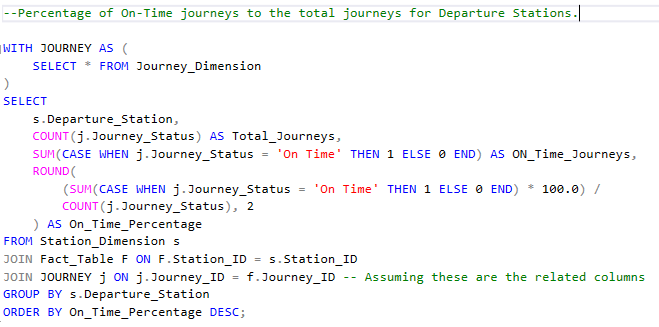 --Percentage of On-Time journeys to the total journeys for Departure Stations.
WITH JOURNEY AS (
    SELECT * FROM Journey_Dimension
)
SELECT
    s.Departure_Station,
    COUNT(j.Journey_Status) AS Total_Journeys,
    SUM(CASE WHEN j.Journey_Status = 'On Time' THEN 1 ELSE 0 END) AS ON_Time_Journeys,
    ROUND(
        (SUM(CASE WHEN j.Journey_Status = 'On Time' THEN 1 ELSE 0 END) * 100.0) /
        COUNT(j.Journey_Status), 2
    ) AS On_Time_Percentage
FROM Station_Dimension s
JOIN Fact_Table F ON F.Station_ID = s.Station_ID
JOIN JOURNEY j ON j.Journey_ID = f.Journey_ID -- Assuming these are the related columns
GROUP BY s.Departure_Station
ORDER BY On_Time_Percentage DESC;